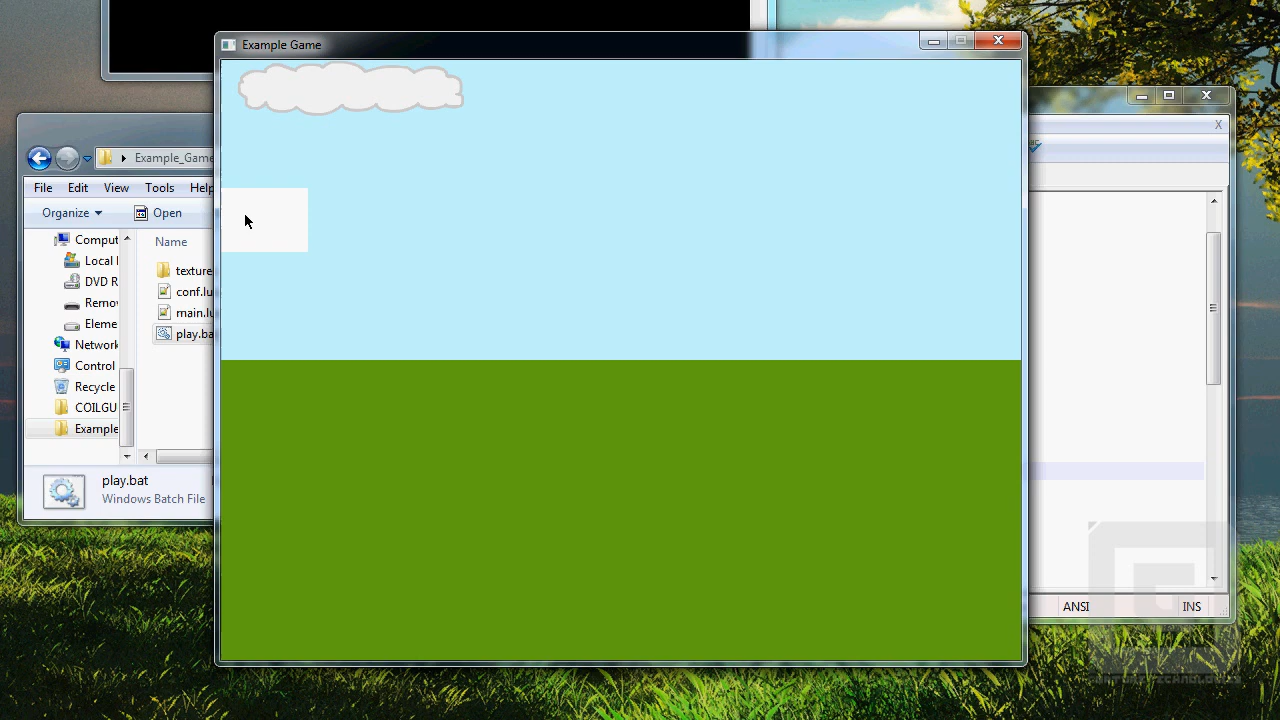 Example Game
Example_Game
X
File Edit View Tools Help
Organize Open
Comput
Local
DVD R
Remo
Eleme
Network
Control
Recycle
COILGU
Example
Name
texture
conf.lu
main.lu
play.ba
play.bat
Windows Batch File
ANSI INS